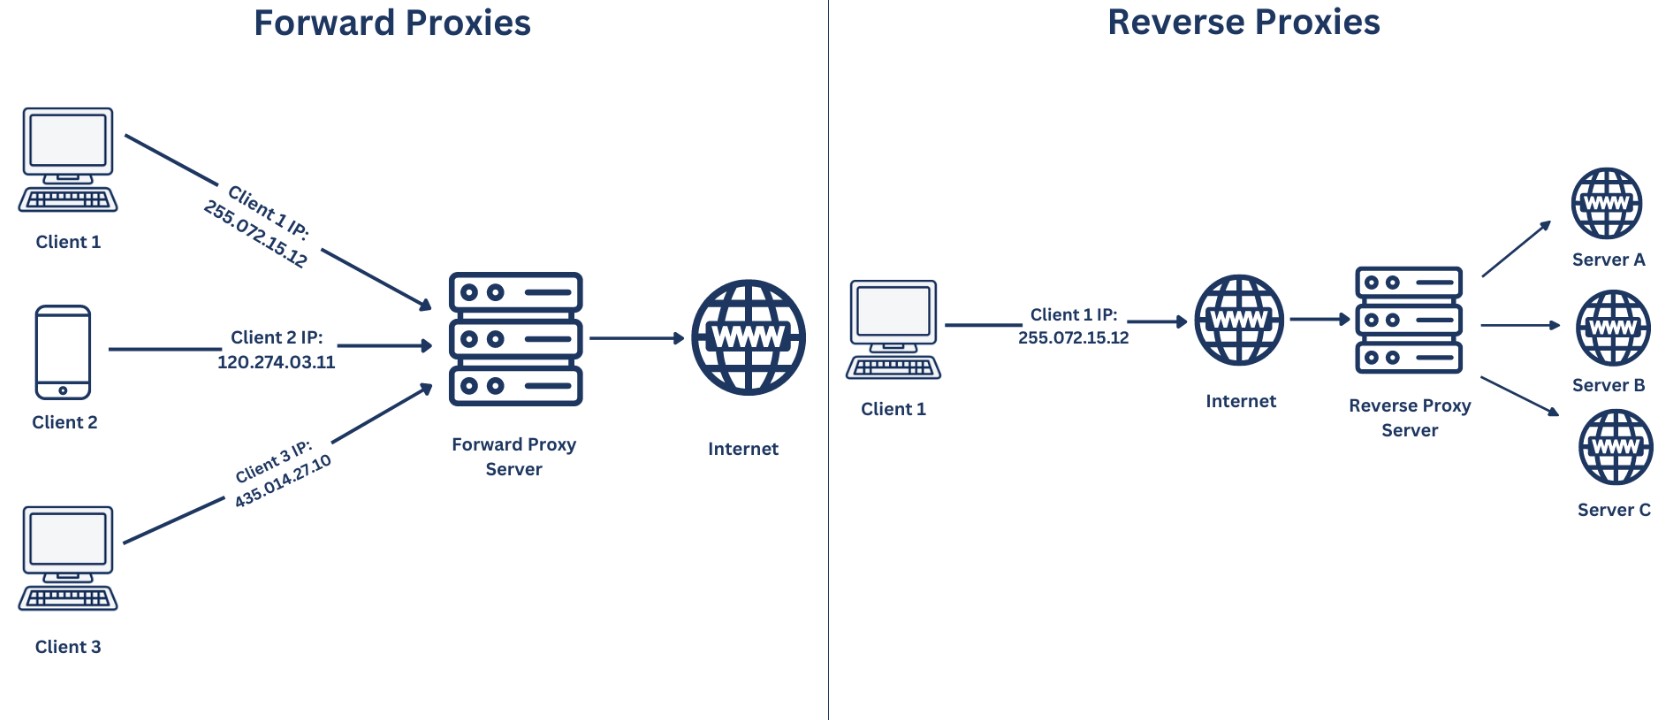 Forward Proxies
Client 1
Client 1 IP:
255.072.15.12
Client 2
Client 2 IP:
120.274.03.11
Client 3
Client 3 IP:
435.014.27.10
Forward Proxy
Server
WWW
Internet
Reverse Proxies
Client 1
Client 1 IP:
255.072.15.12
WWW
Internet
Reverse Proxy
Server
WWW
Server A
WWW
Server B
WWW
Server C